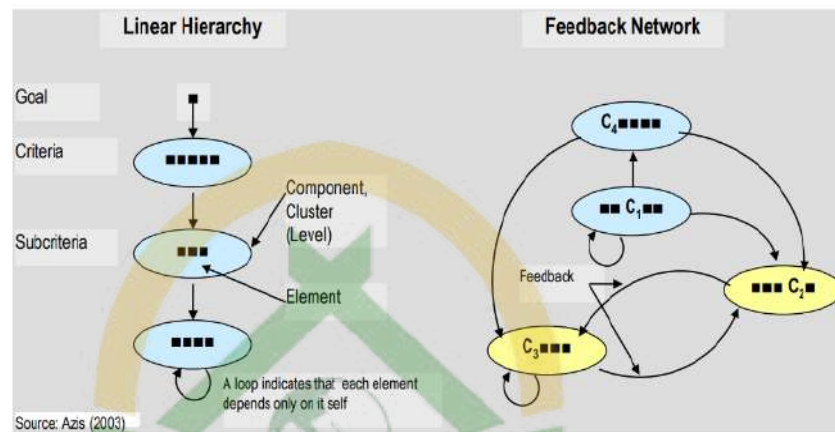 Linear Hierarchy
Feedback Network
Goal
Criteria
Subcriteria
Component,
Cluster
(Level)
Element
A loop indicates that each element
depends only on it self
Source: Azis (2003)
C4
C1
Feedback
C2
C3